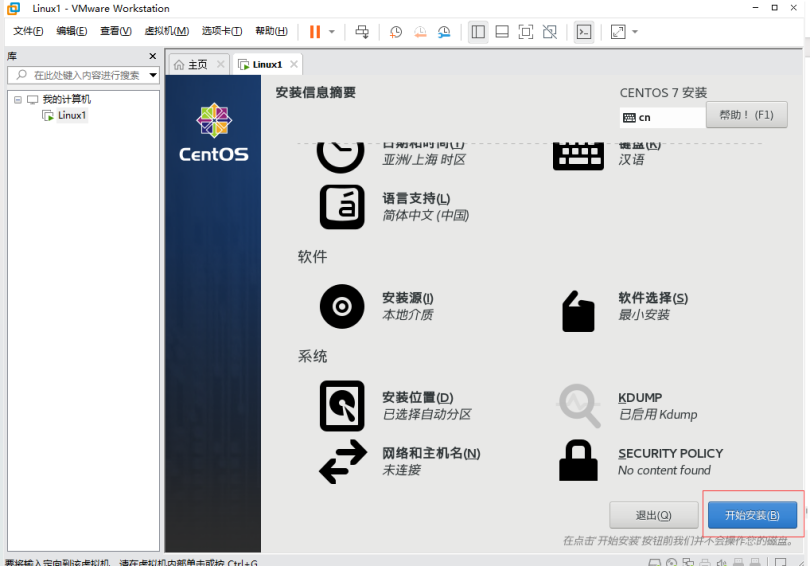 Linux1 - VMware Workstation
文件(F) 编辑(E) 查看(V) 虚拟机(M) 选项卡(T) 帮助(H)
库
在此处键入内容进行搜索
我的计算机
Linux1
主页
Linux1
CentOS
安装信息摘要
CENTOS 7 安装
cn
帮助！(F1)
日期和时间(T)
亚洲/上海 时区
键盘(K)
汉语
语言支持(L)
简体中文 (中国)
软件
安装源(I)
本地介质
软件选择(S)
最小安装
系统
安装位置(D)
已选择自动分区
KDUMP
已启用 Kdump
网络和主机名(N)
未连接
SECURITY POLICY
No content found
退出(Q)
开始安装(B)
在点击'开始安装'按钮前我们并不会操作您的磁盘。
要将输入定向到该虚拟机，请在虚拟机内部单击或按 Ctrl+G。